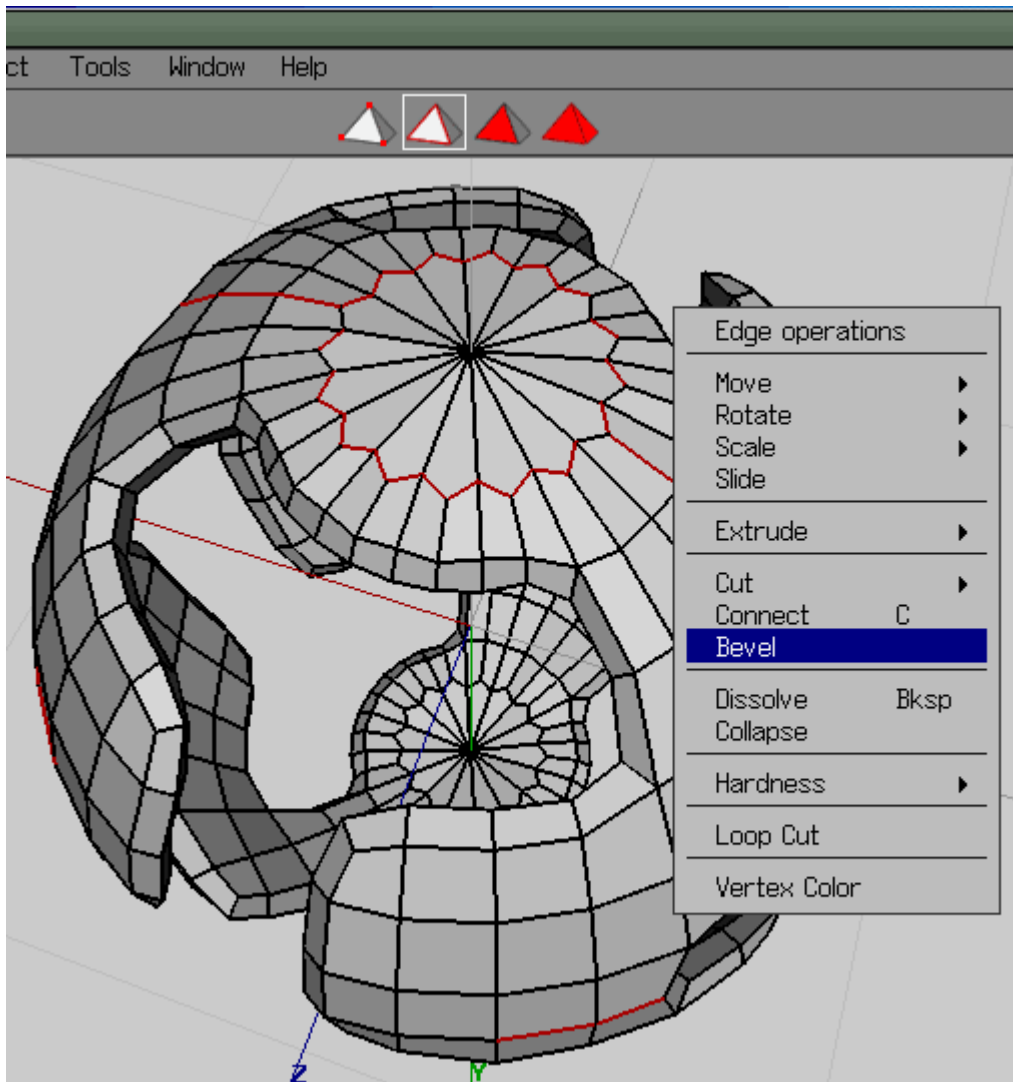 ct Tools Window Help
Edge operations
Move
Rotate
Scale
Slide
Extrude
Cut
Connect C
Bevel
Dissolve Bksp
Collapse
Hardness
Loop Cut
Vertex Color
Z Y